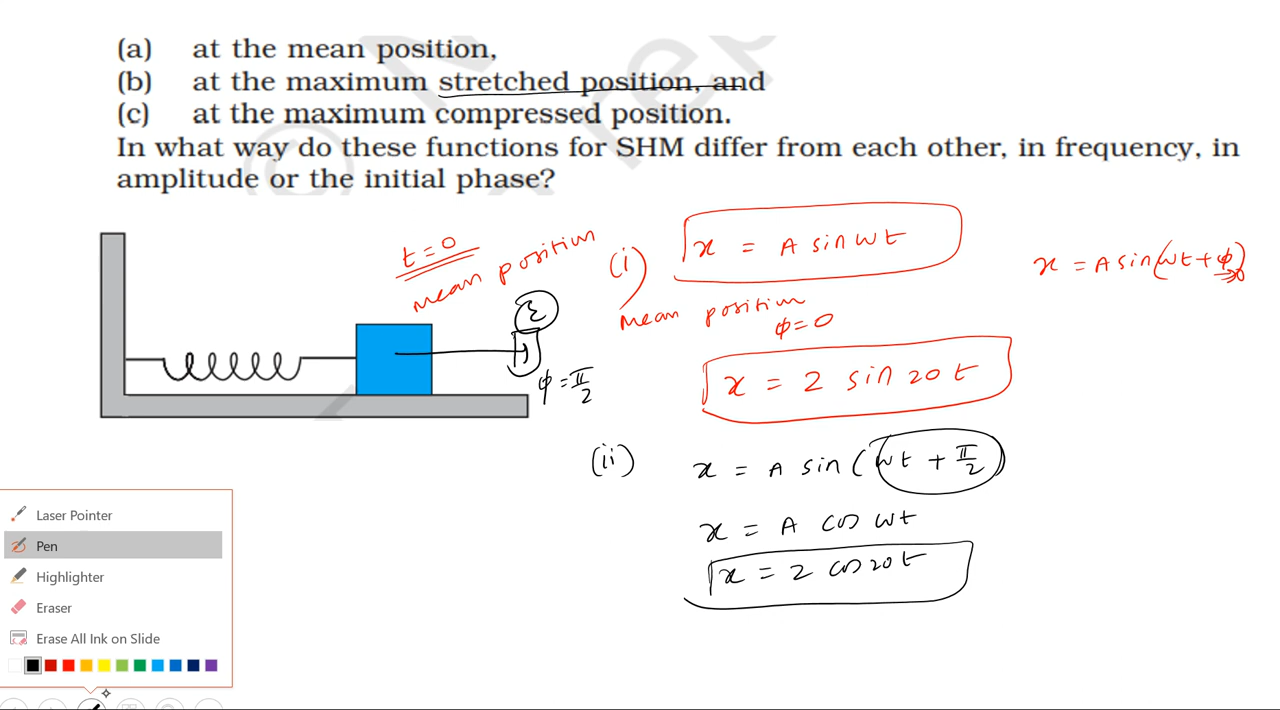 (a) at the mean position,
(b) at the maximum stretched position, and
(c) at the maximum compressed position.
In what way do these functions for SHM differ from each other, in frequency, in
amplitude or the initial phase?
t = 0
mean position
(i) x = A sin ωt
x = A sin(ωt + φ)
mean position
φ = 0
x = 2 sin 20 t
φ = π/2
(ii) x = A sin (ωt + π/2)
x = A cos ωt
x = 2 cos 20 t
Laser Pointer
Pen
Highlighter
Eraser
Erase All Ink on Slide